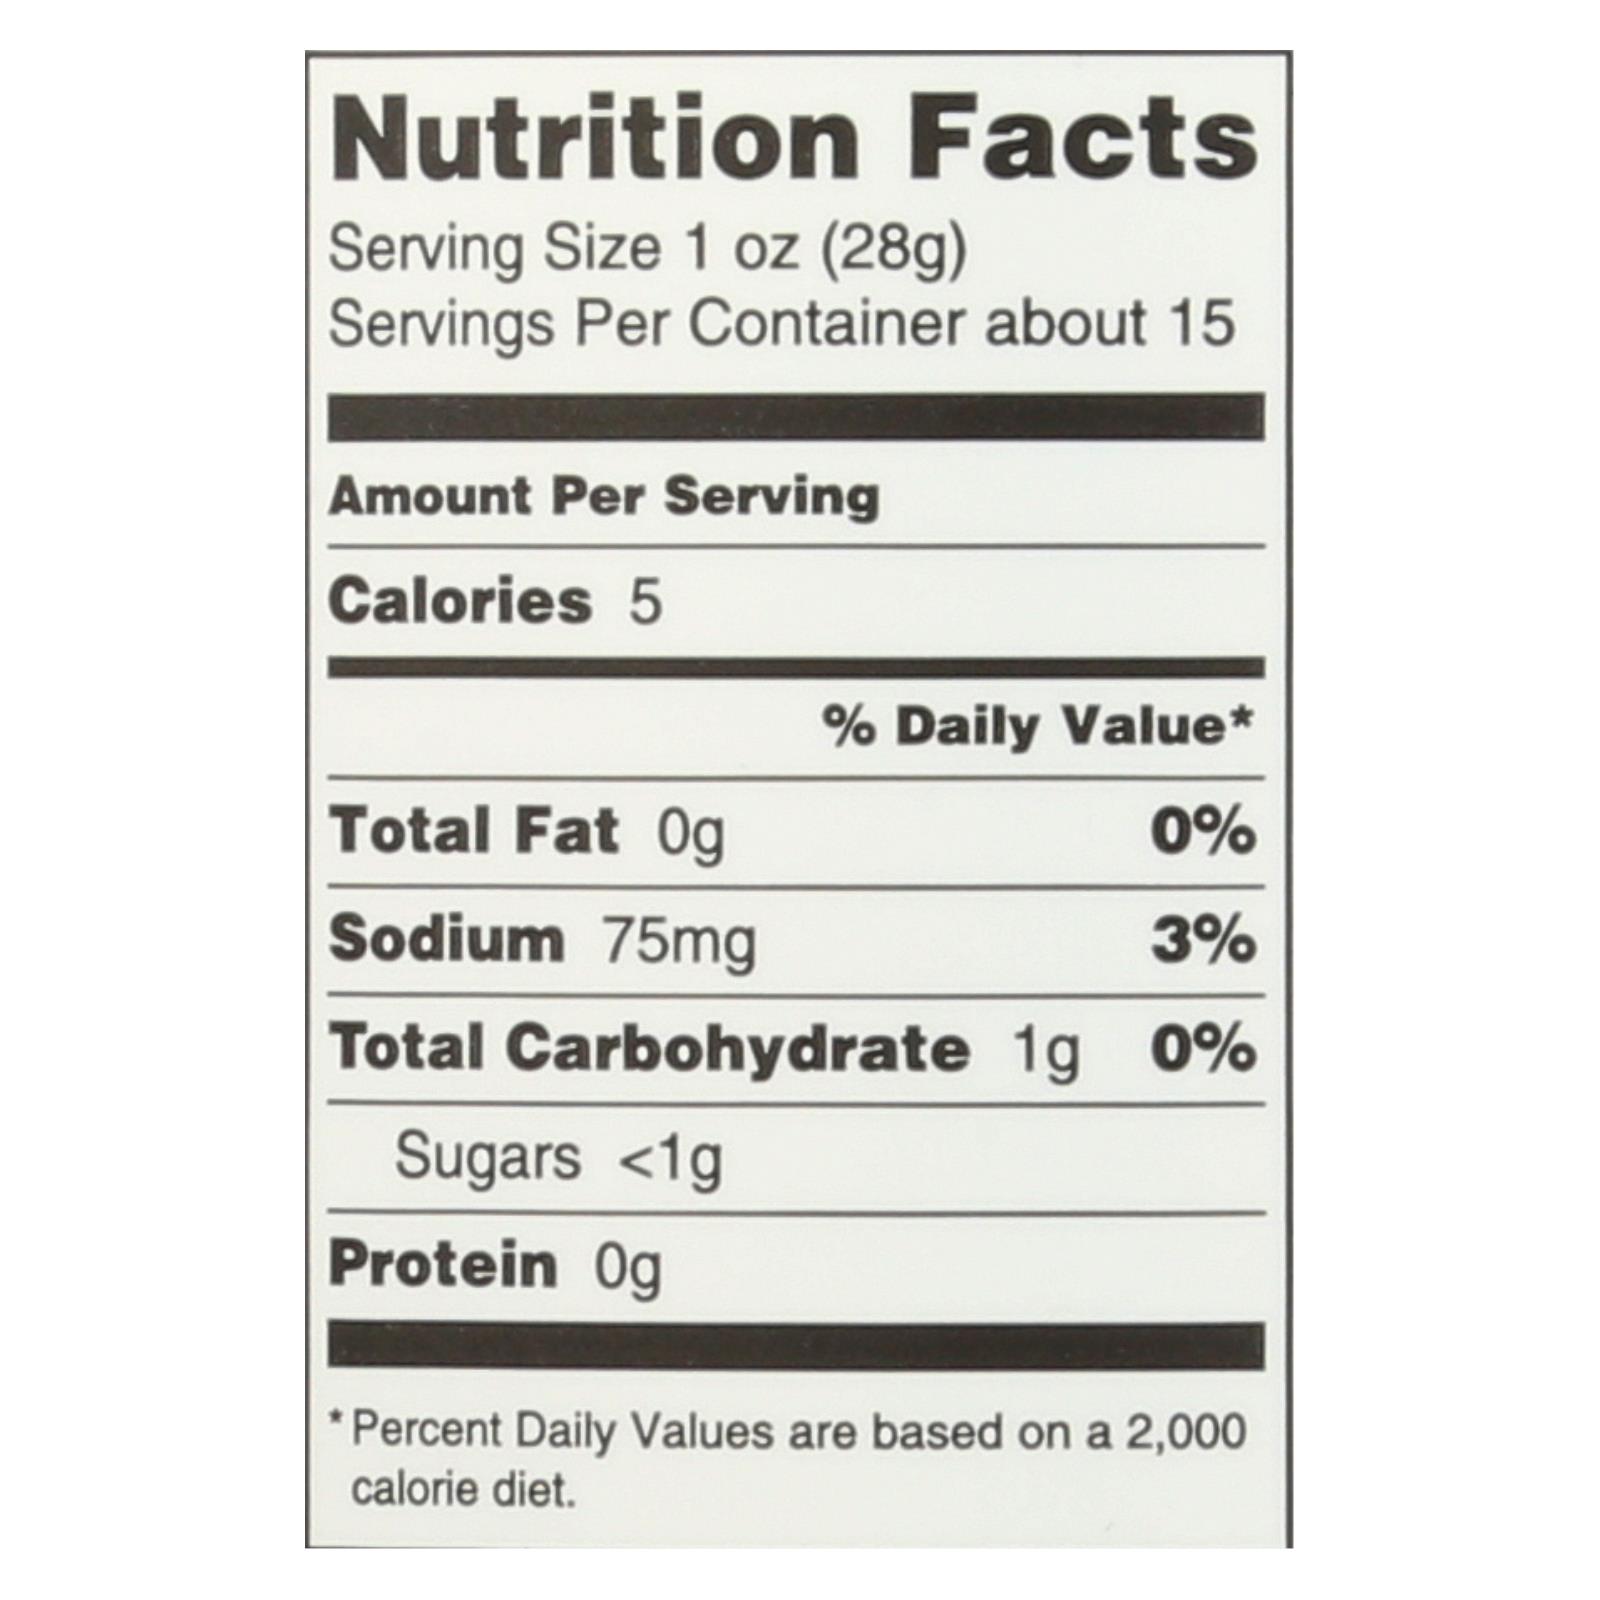 Nutrition Facts
Serving Size 1 oz (28g)
Servings Per Container about 15
Amount Per Serving
Calories 5
% Daily Value*
Total Fat 0g 0%
Sodium 75mg 3%
Total Carbohydrate 1g 0%
Sugars <1g
Protein 0g
* Percent Daily Values are based on a 2,000
calorie diet.